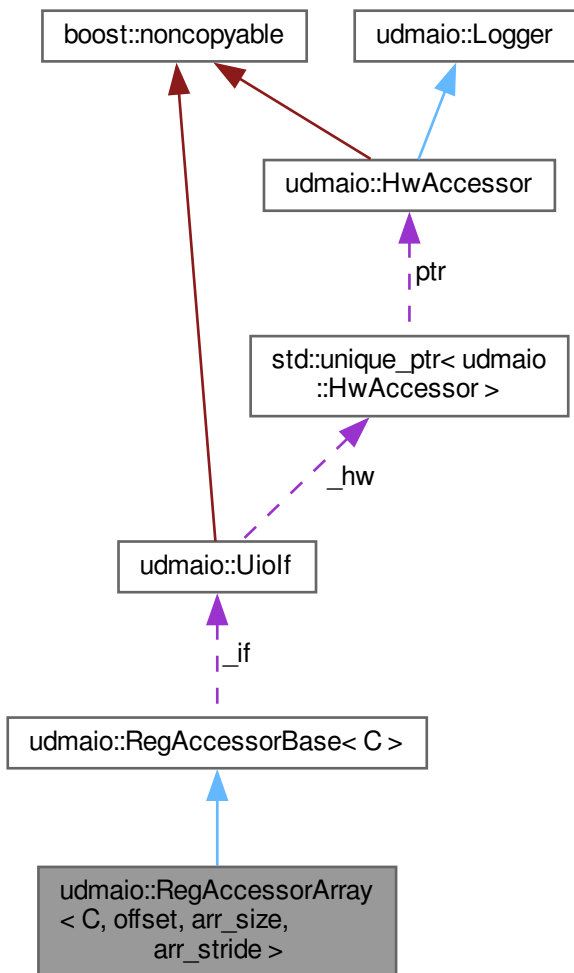 boost::noncopyable
udmaio::Logger
udmaio::HwAccessor
ptr
std::unique_ptr< udmaio
::HwAccessor >
_hw
udmaio::UioIf
_if
udmaio::RegAccessorBase< C >
udmaio::RegAccessorArray
< C, offset, arr_size,
arr_stride >